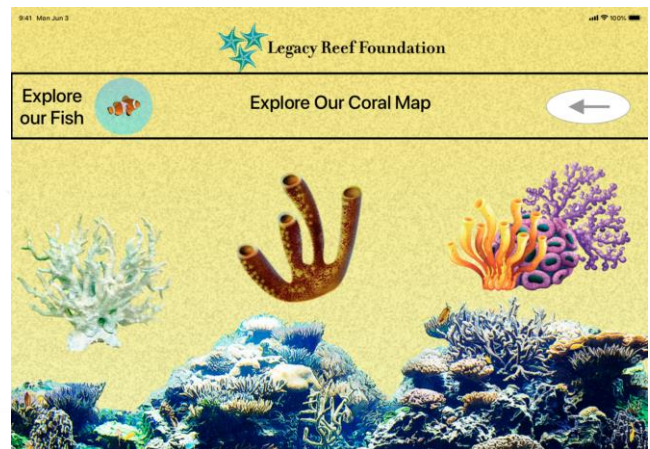 9:41 Mon Jun 3
100%
Legacy Reef Foundation
Explore
our Fish
Explore Our Coral Map